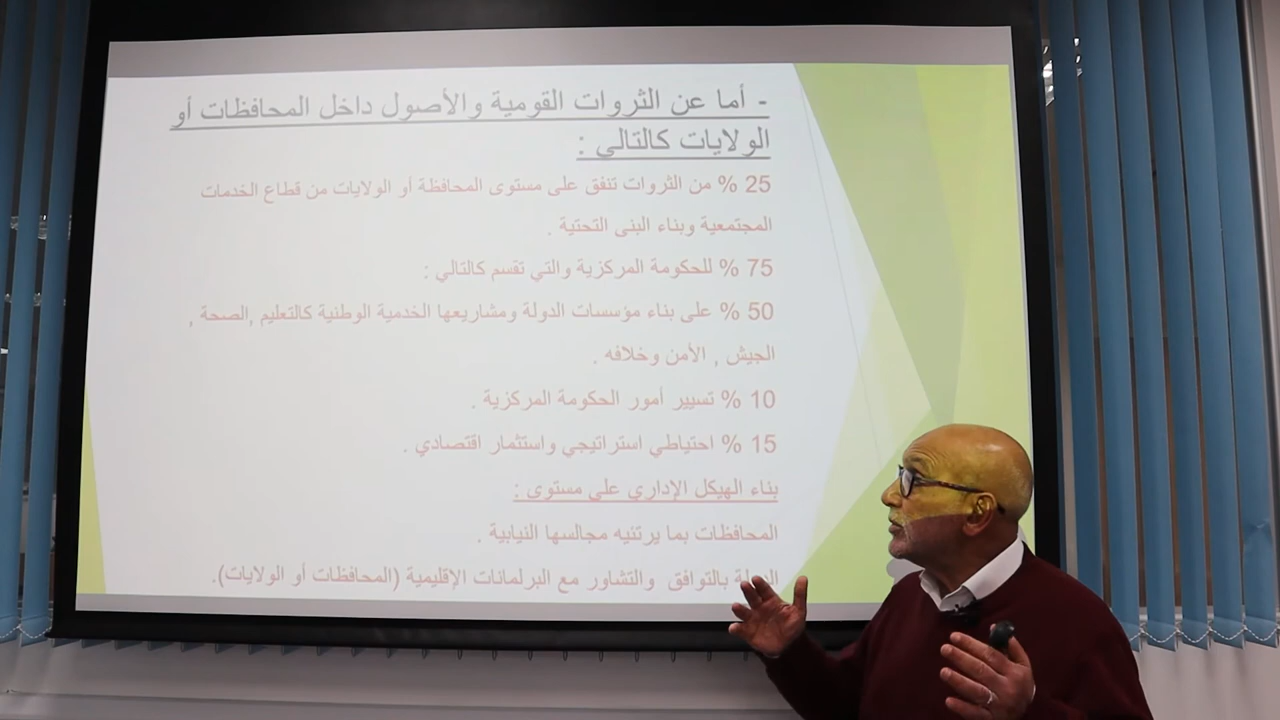 - أما عن الثروات القومية والأصول داخل المحافظات أو
الولايات كالتالي :
25 % من الثروات تنفق على مستوى المحافظة أو الولايات من قطاع الخدمات
المجتمعية وبناء البنى التحتية .
75 % للحكومة المركزية والتي تقسم كالتالي :
50 % على بناء مؤسسات الدولة ومشاريعها الخدمية الوطنية كالتعليم ,الصحة ,
الجيش , الأمن وخلافه .
10 % تسيير أمور الحكومة المركزية .
15 % احتياطي استراتيجي واستثمار اقتصادي .
بناء الهيكل الإداري على مستوى :
المحافظات بما يرتئيه مجالسها النيابية .
بالتوافق والتشاور مع البرلمانات الإقليمية (المحافظات أو الولايات).